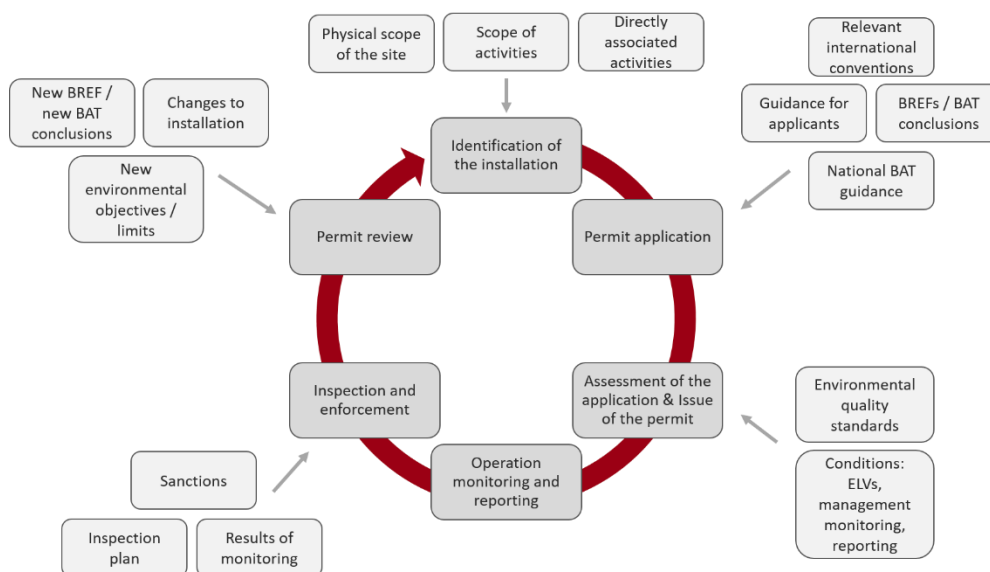 Physical scope
of the site
Scope of
activities
Directly
associated
activities
Relevant
international
conventions
New BREF /
new BAT
conclusions
Changes to
installation
Guidance for
applicants
BREFs / BAT
conclusions
New
environmental
objectives /
limits
National BAT
guidance
Identification of
the installation
Permit review
Permit application
Inspection and
enforcement
Assessment of the
application & Issue
of the permit
Environmental
quality
standards
Operation
monitoring and
reporting
Conditions:
ELVs,
management
monitoring,
reporting
Sanctions
Inspection
plan
Results of
monitoring